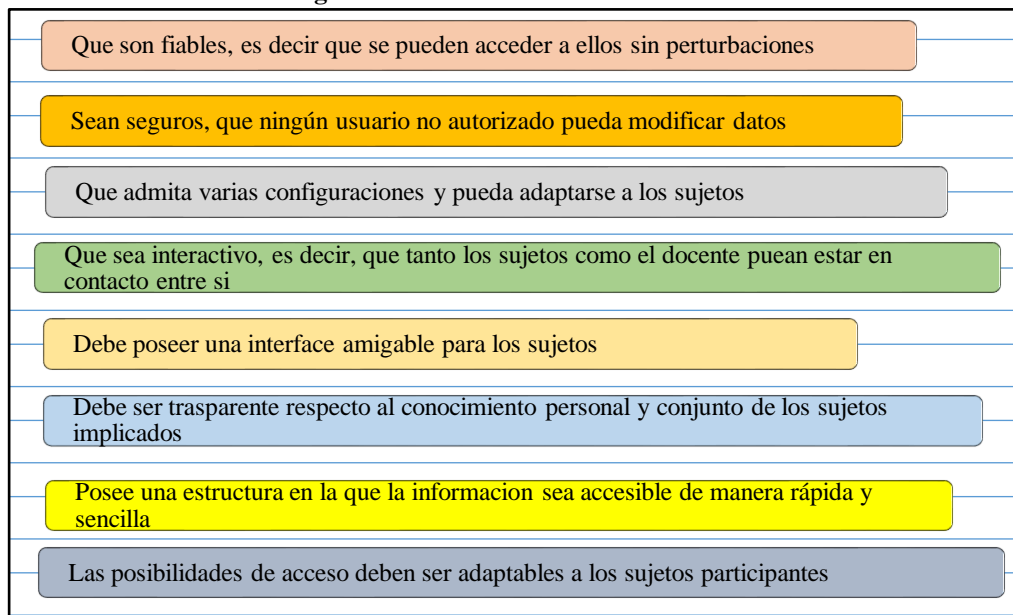 Que son fiables, es decir que se pueden acceder a ellos sin perturbaciones
Sean seguros, que ningún usuario no autorizado pueda modificar datos
Que admita varias configuraciones y pueda adaptarse a los sujetos
Que sea interactivo, es decir, que tanto los sujetos como el docente puean estar en
contacto entre si
Debe poseer una interface amigable para los sujetos
Debe ser trasparente respecto al conocimiento personal y conjunto de los sujetos
implicados
Posee una estructura en la que la informacion sea accesible de manera rápida y
sencilla
Las posibilidades de acceso deben ser adaptables a los sujetos participantes